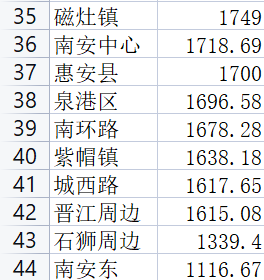 35 磁灶镇 1749
36 南安中心 1718.69
37 惠安县 1700
38 泉港区 1696.58
39 南环路 1678.28
40 紫帽镇 1638.18
41 城西路 1617.65
42 晋江周边 1615.08
43 石狮周边 1339.4
44 南安东 1116.67